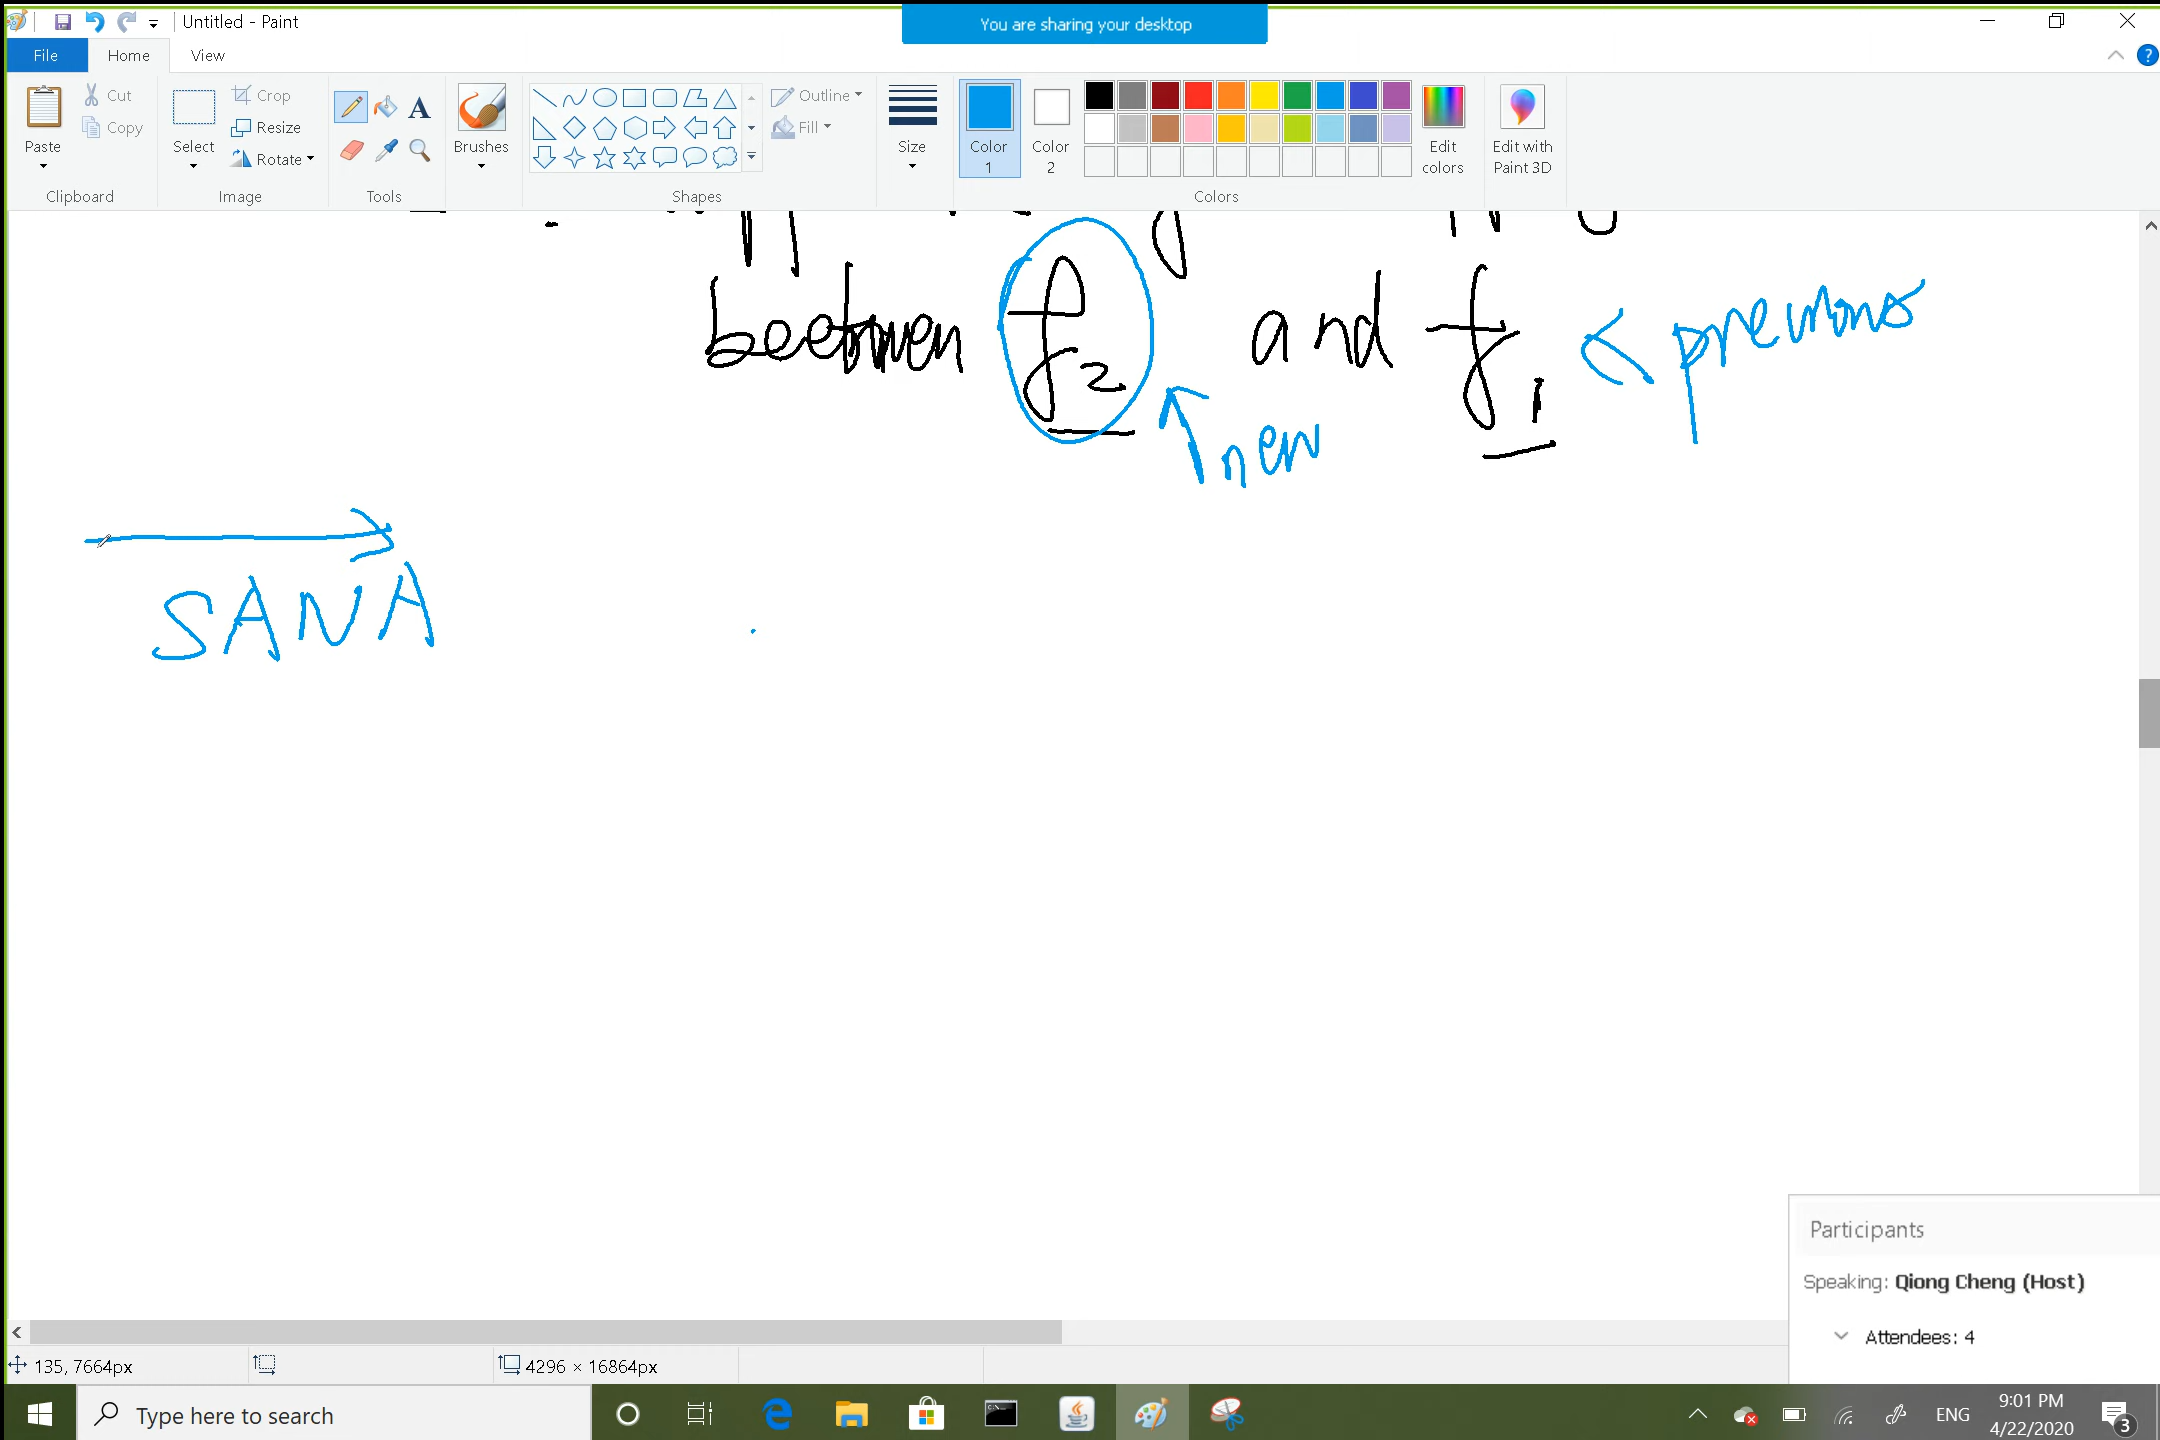 Untitled - Paint
You are sharing your desktop
File Home View
Paste
Cut
Copy
Clipboard
Select
Crop
Resize
Rotate
Image
Tools
Brushes
Shapes
Outline
Fill
Size
Color 1
Color 2
Colors
Edit colors
Edit with Paint 3D
beetween f2 and f1 < previous
new
SANA
Participants
Speaking: Qiong Cheng (Host)
Attendees: 4
135, 7664px
4296 × 16864px
Type here to search
ENG
9:01 PM
4/22/2020
3